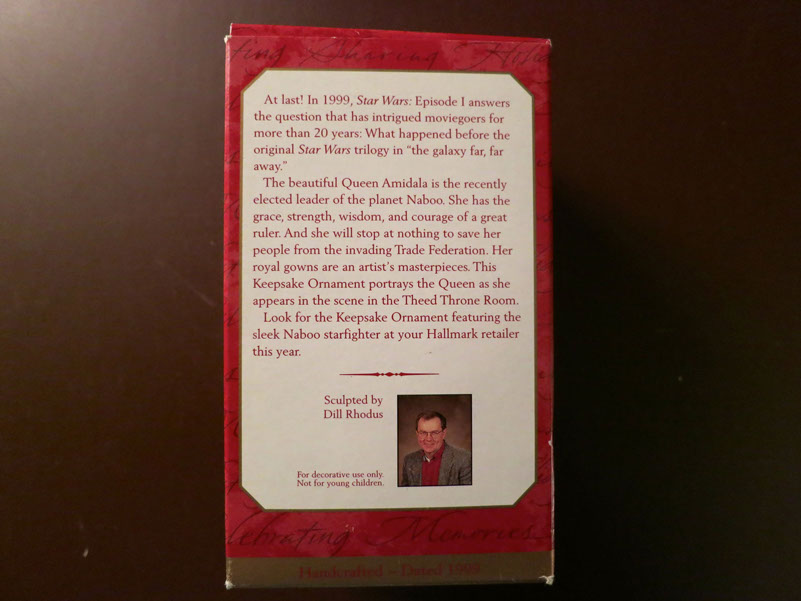 Sharing
At last! In 1999, Star Wars: Episode I answers
the question that has intrigued moviegoers for
more than 20 years: What happened before the
original Star Wars trilogy in “the galaxy far, far
away.”
The beautiful Queen Amidala is the recently
elected leader of the planet Naboo. She has the
grace, strength, wisdom, and courage of a great
ruler. And she will stop at nothing to save her
people from the invading Trade Federation. Her
royal gowns are an artist’s masterpieces. This
Keepsake Ornament portrays the Queen as she
appears in the scene in the Theed Throne Room.
Look for the Keepsake Ornament featuring the
sleek Naboo starfighter at your Hallmark retailer
this year.
Sculpted by
Dill Rhodus
For decorative use only.
Not for young children.
lebrating Memories
Handcrafted – Dated 1999